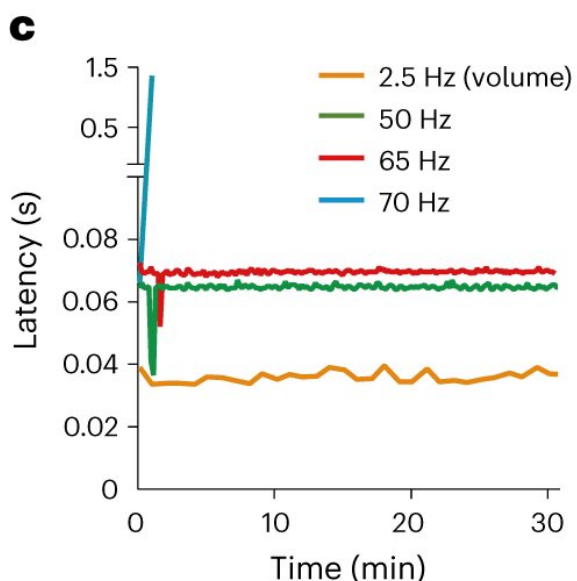 c
1.5
0.5
0.08
0.06
0.04
0.02
0
Latency (s)
2.5 Hz (volume)
50 Hz
65 Hz
70 Hz
0 10 20 30
Time (min)